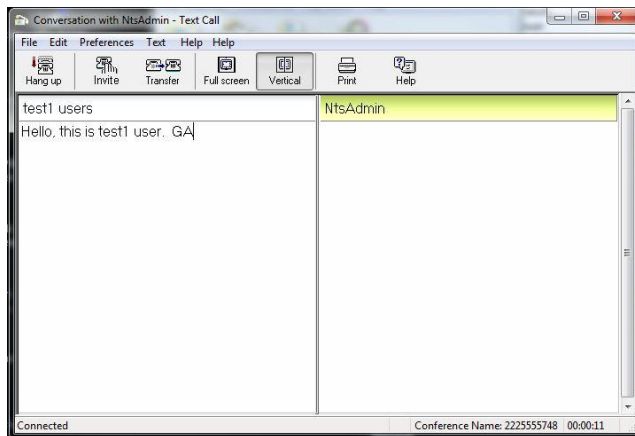 Conversation with NtsAdmin - Text Call
File Edit Preferences Text Help Help
Hang up Invite Transfer Full screen Vertical Print Help
test1 users NtsAdmin
Hello, this is test1 user. GA
Connected Conference Name: 2225555748 00:00:11